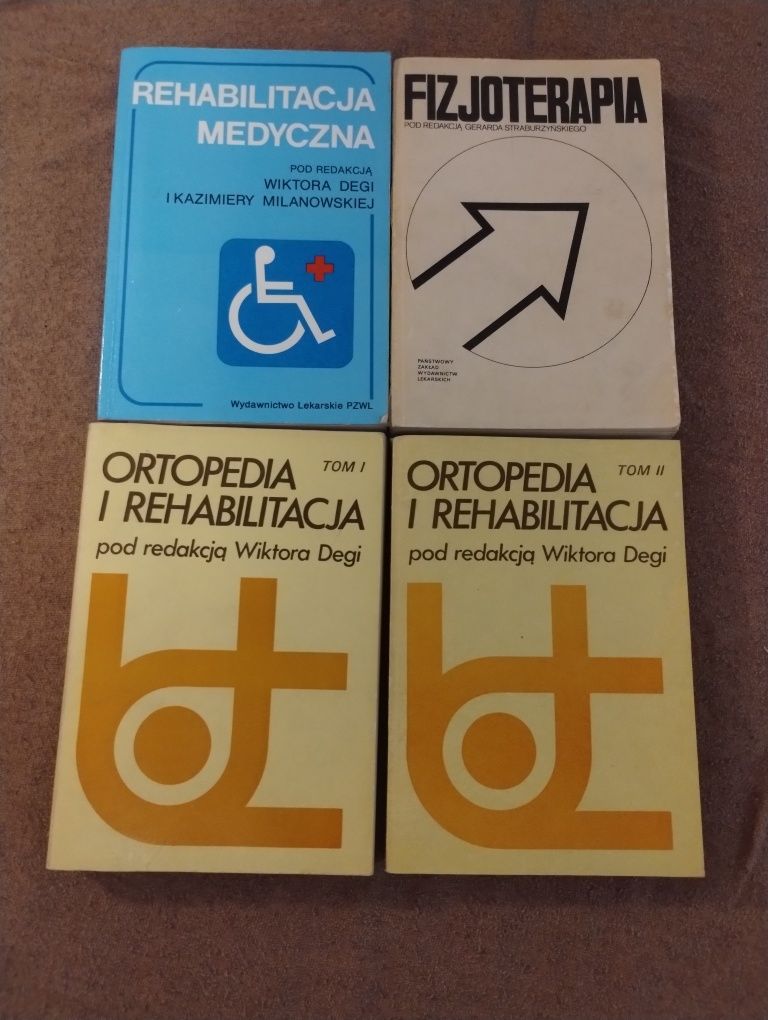 REHABILITACJA
MEDYCZNA
POD REDAKCJĄ
WIKTORA DEGI
I KAZIMIERY MILANOWSKIEJ
Wydawnictwo Lekarskie PZWL
FIZJOTERAPIA
POD REDAKCJĄ GERARDA STRABURZYŃSKIEGO
PAŃSTWOWY
ZAKŁAD
WYDAWNICTW
LEKARSKICH
ORTOPEDIA TOM I
I REHABILITACJA
pod redakcją Wiktora Degi
ORTOPEDIA TOM II
I REHABILITACJA
pod redakcją Wiktora Degi